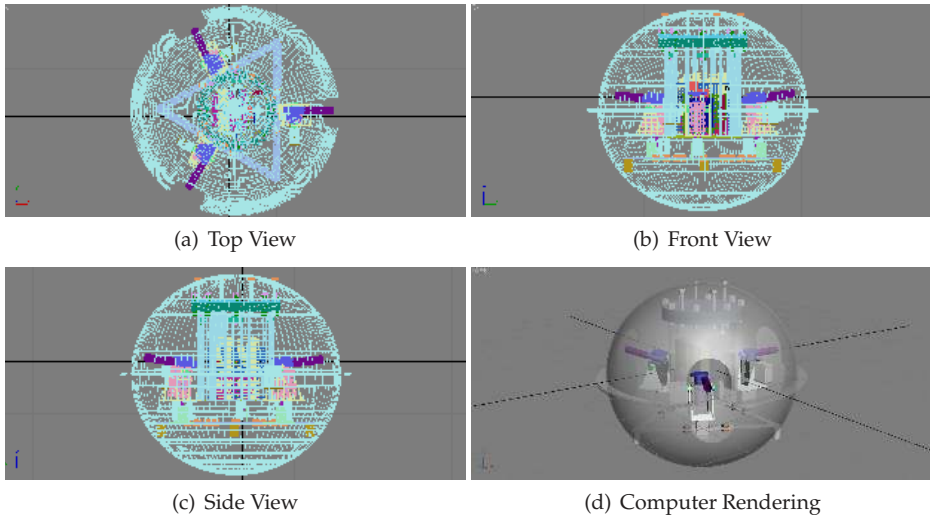 (a) Top View
(b) Front View
(c) Side View
(d) Computer Rendering